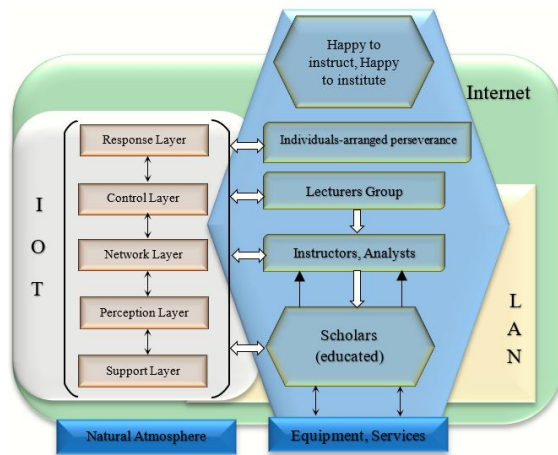 Happy to
instruct, Happy
to institute
Internet
Response Layer
Individuals-arranged perseverance
Control Layer
Lecturers Group
I
O
T
Network Layer
Instructors, Analysts
Perception Layer
Scholars
(educated)
L
A
N
Support Layer
Natural Atmosphere
Equipment, Services